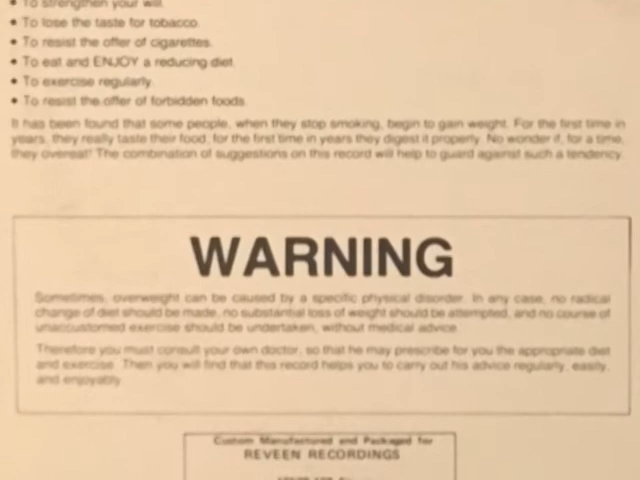 • To strengthen your will.
• To lose the taste for tobacco.
• To resist the offer of cigarettes.
• To eat and ENJOY a reducing diet.
• To exercise regularly.
• To resist the offer of forbidden foods.
It has been found that some people, when they stop smoking, begin to gain weight. For the first time in
years, they really taste their food, for the first time in years they digest it properly. No wonder if, for a time,
they overeat! The combination of suggestions on this record will help to guard against such a tendency.
WARNING
Sometimes, overweight can be caused by a specific physical disorder. In any case, no radical
change of diet should be made, no substantial loss of weight should be attempted, and no course of
unaccustomed exercise should be undertaken, without medical advice.
Therefore you must consult your own doctor, so that he may prescribe for you the appropriate diet
and exercise. Then you will find that this record helps you to carry out his advice regularly, easily,
and enjoyably.
Custom Manufactured and Packaged for
REVEEN RECORDINGS